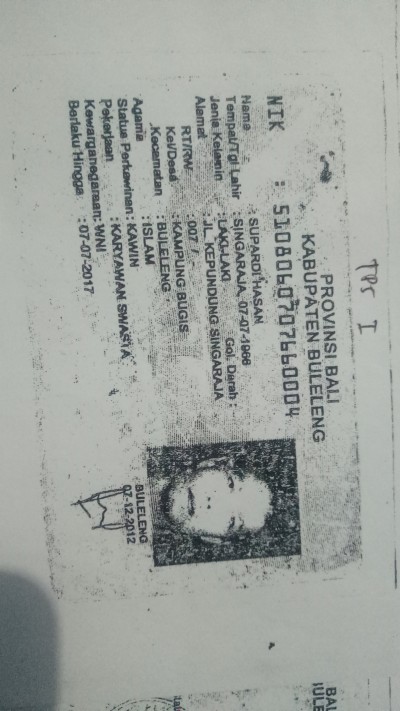 TPS I
PROVINSI BALI
KABUPATEN BULELENG
NIK : 5108060707660004
Nama : SUPARDI HASAN
Tempat/Tgl Lahir : SINGARAJA, 07-07-1966
Jenis Kelamin : LAKI-LAKI Gol. Darah :
Alamat : JL. KEPUNDUNG SINGARAJA
RT/RW : 007 / -
Kel/Desa : KAMPUNG BUGIS
Kecamatan : BULELENG
Agama : ISLAM
Status Perkawinan: KAWIN
Pekerjaan : KARYAWAN SWASTA
Kewarganegaraan: WNI
Berlaku Hingga : 07-07-2017
BULELENG
07-12-2012